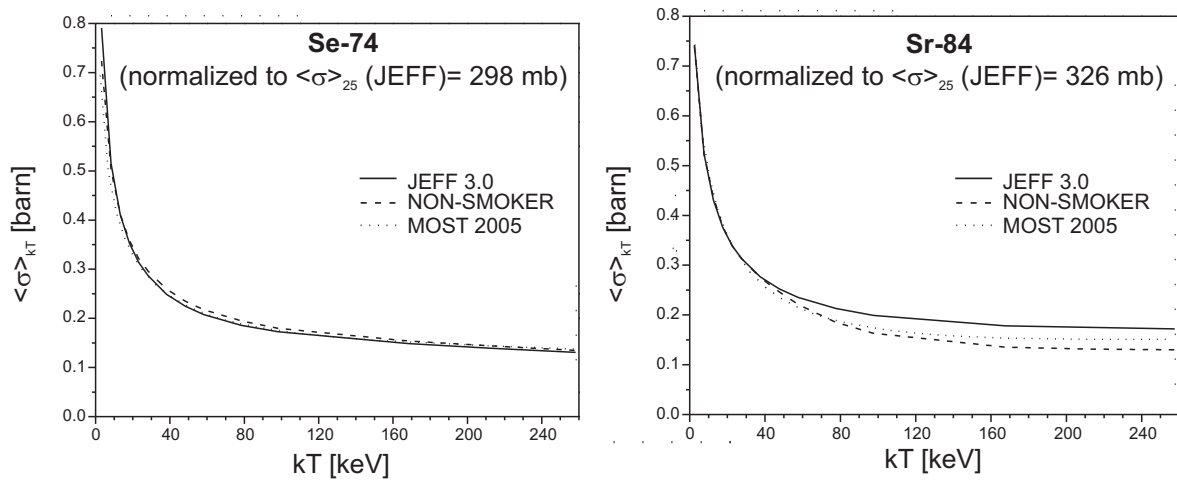 Se-74
(normalized to <σ>₂₅ (JEFF)= 298 mb)
0.8
0.7
0.6
0.5
0.4
0.3
0.2
0.1
0.0
<σ>kT [barn]
JEFF 3.0
NON-SMOKER
MOST 2005
0 40 80 120 160 200 240
kT [keV]
Sr-84
(normalized to <σ>₂₅ (JEFF)= 326 mb)
0.8
0.7
0.6
0.5
0.4
0.3
0.2
0.1
0.0
<σ>kT [barn]
JEFF 3.0
NON-SMOKER
MOST 2005
0 40 80 120 160 200 240
kT [keV]